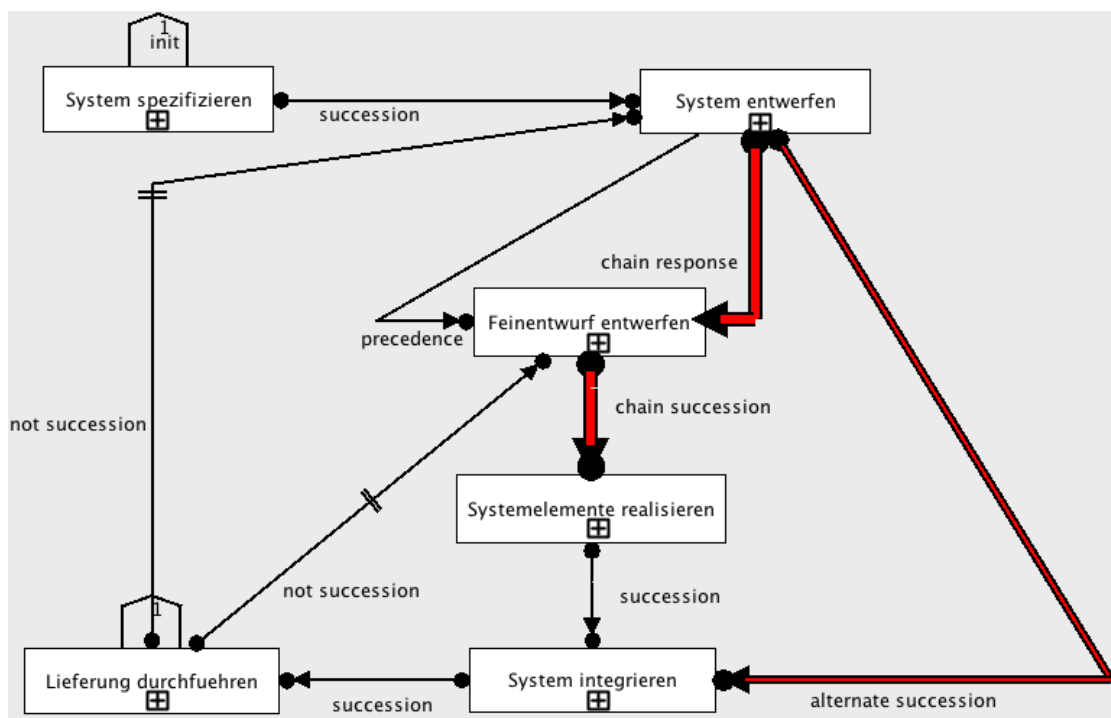 1
init
System spezifizieren
System entwerfen
succession
chain response
Feinentwurf entwerfen
precedence
chain succession
not succession
Systemelemente realisieren
not succession
succession
1
Lieferung durchfuehren
System integrieren
succession
alternate succession